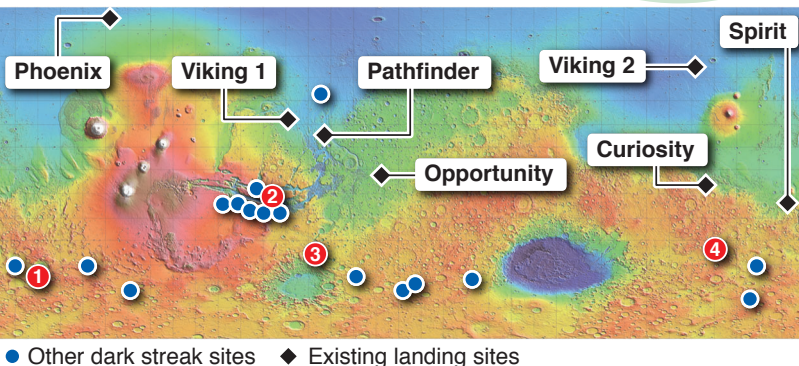 Spirit
Phoenix
Viking 1
Pathfinder
Viking 2
Curiosity
Opportunity
2
3
4
1
Other dark streak sites
Existing landing sites